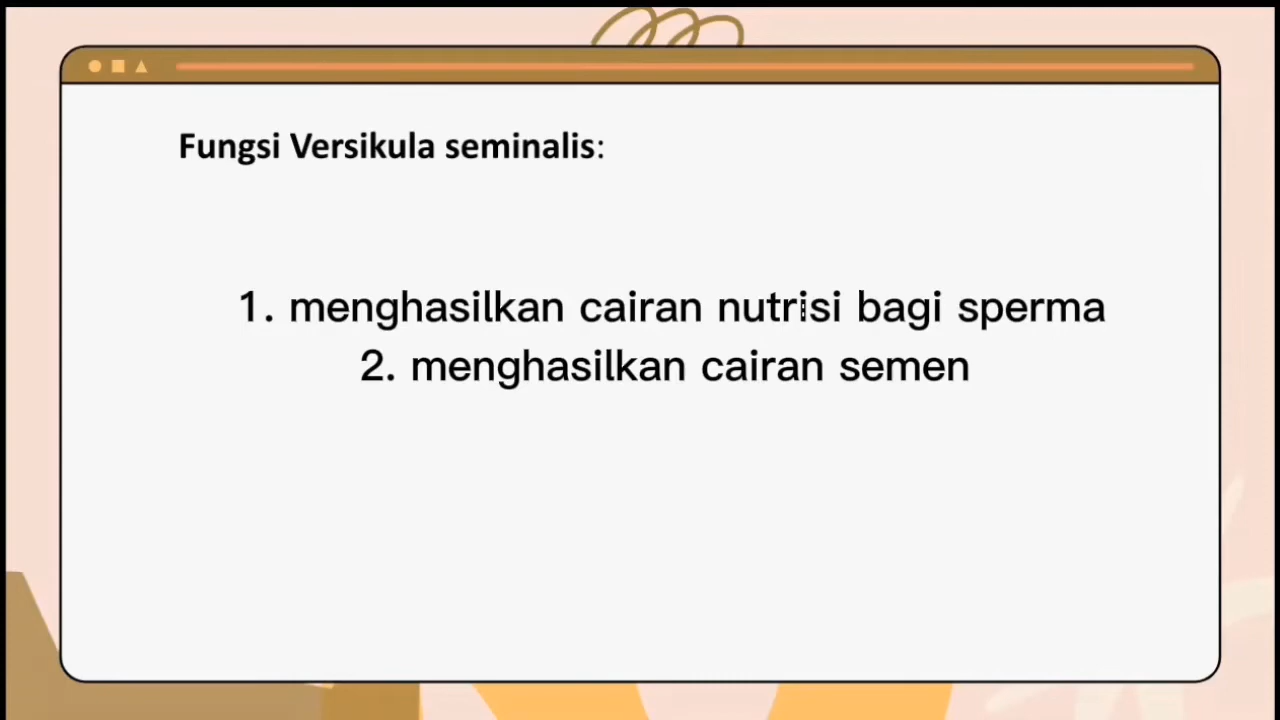 Fungsi Versikula seminalis:
1. menghasilkan cairan nutrisi bagi sperma
2. menghasilkan cairan semen